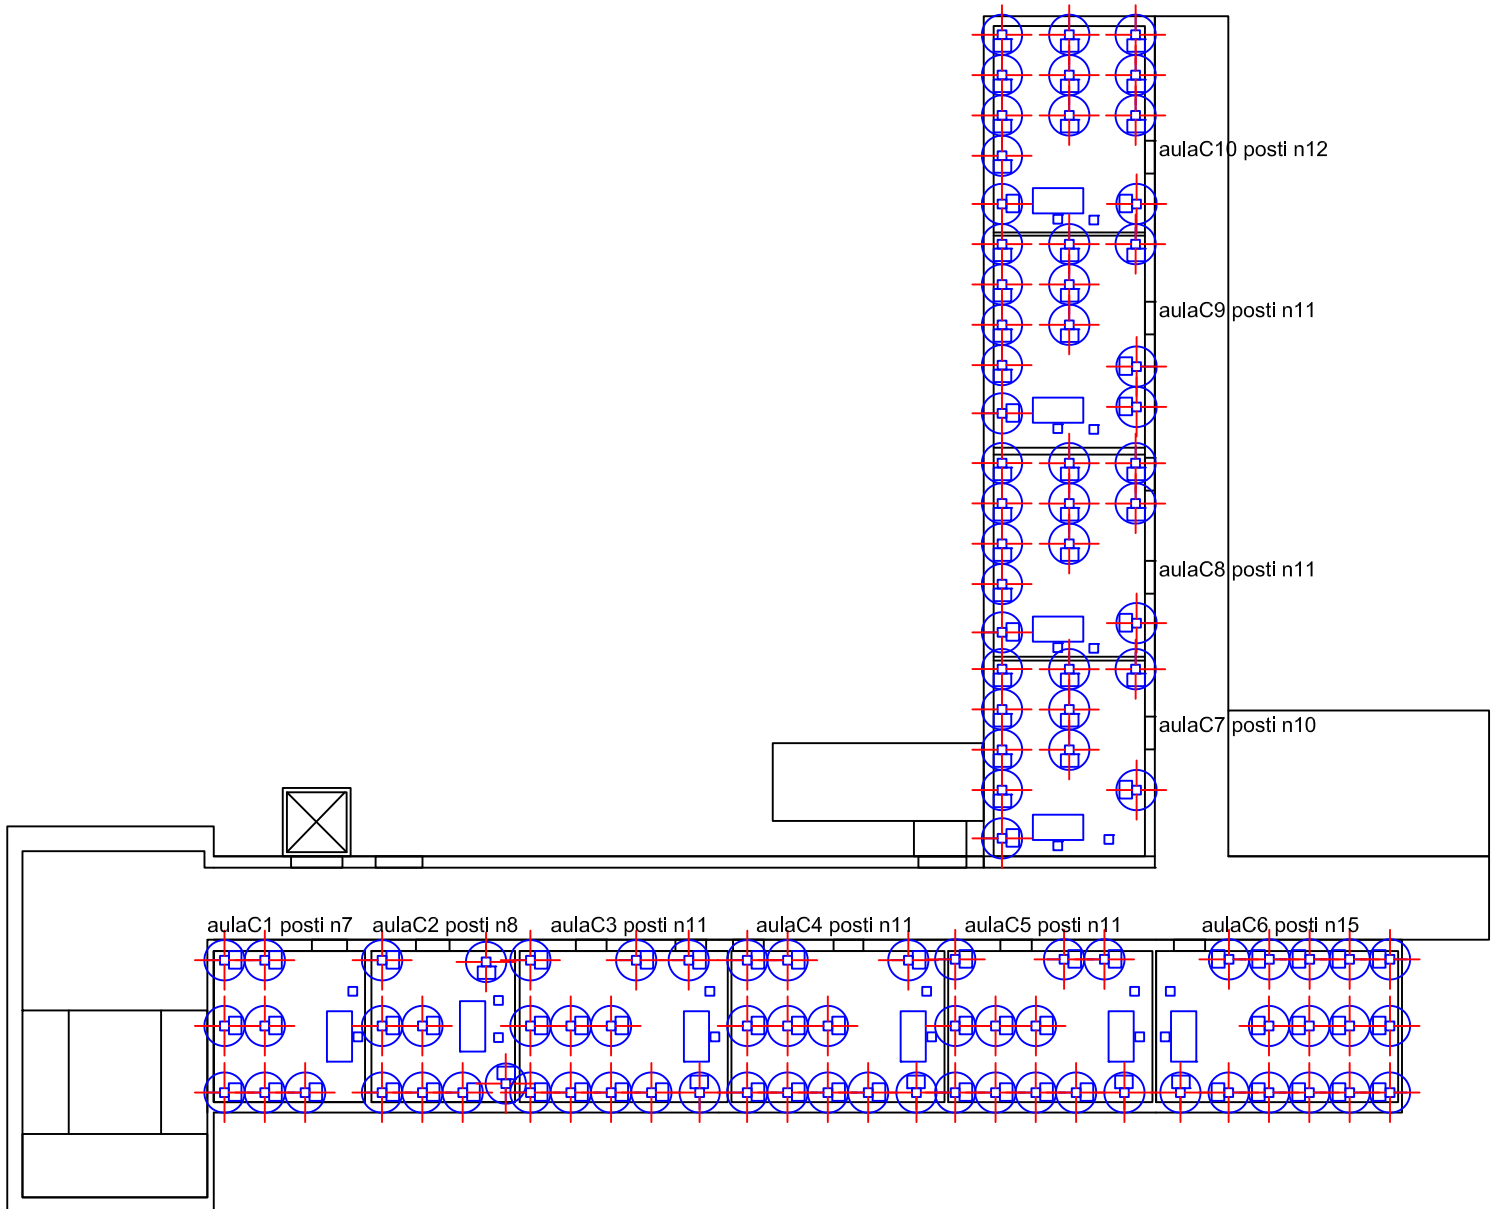 aulaC10 posti n12
aulaC9 posti n11
aulaC8 posti n11
aulaC7 posti n10
aulaC1 posti n7
aulaC2 posti n8
aulaC3 posti n11
aulaC4 posti n11
aulaC5 posti n11
aulaC6 posti n15